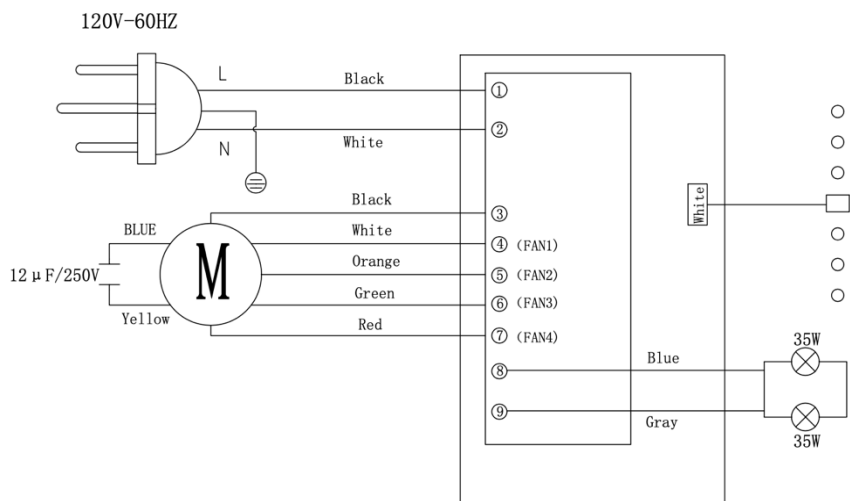 120V-60HZ
L
Black
①
N
White
②
Black
③
BLUE
White
④ (FAN1)
Orange
⑤ (FAN2)
12μF/250V
M
Green
⑥ (FAN3)
Yellow
Red
⑦ (FAN4)
White
35W
Blue
⑧
⑨
Gray
35W